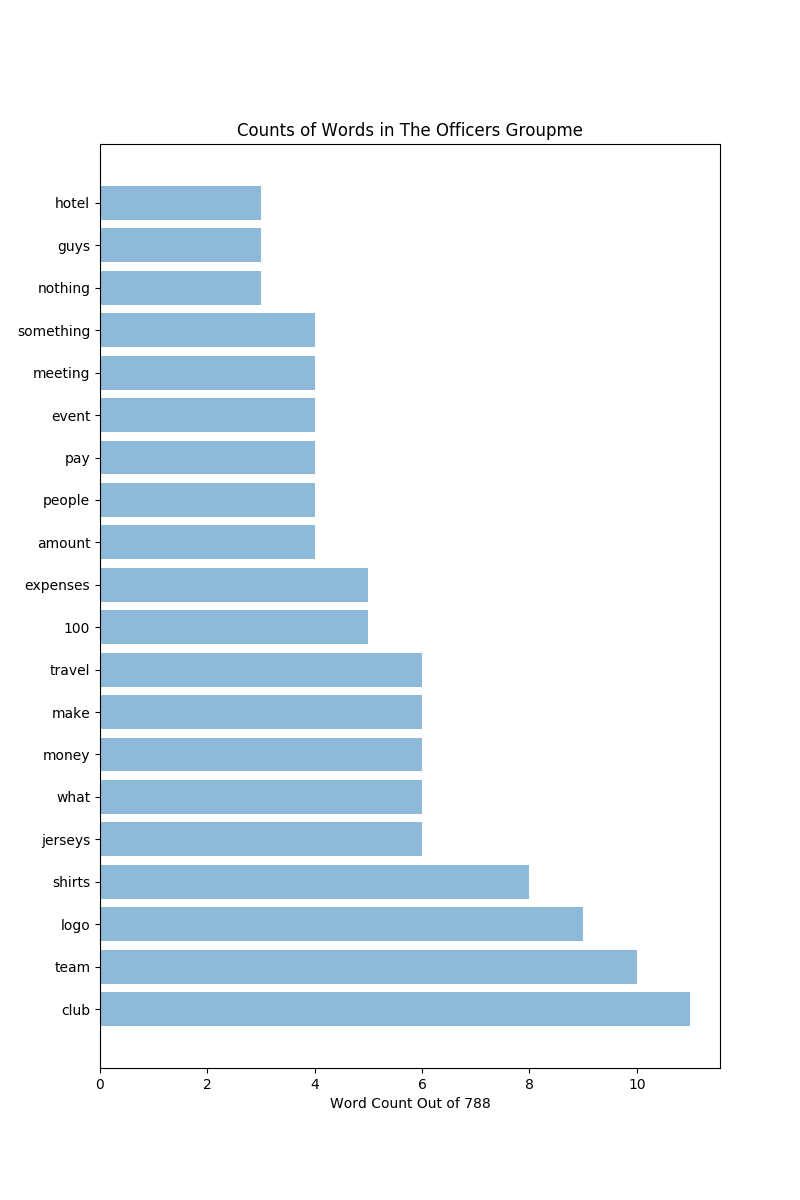 Counts of Words in The Officers Groupme
hotel
guys
nothing
something
meeting
event
pay
people
amount
expenses
100
travel
make
money
what
jerseys
shirts
logo
team
club
0 2 4 6 8 10
Word Count Out of 788